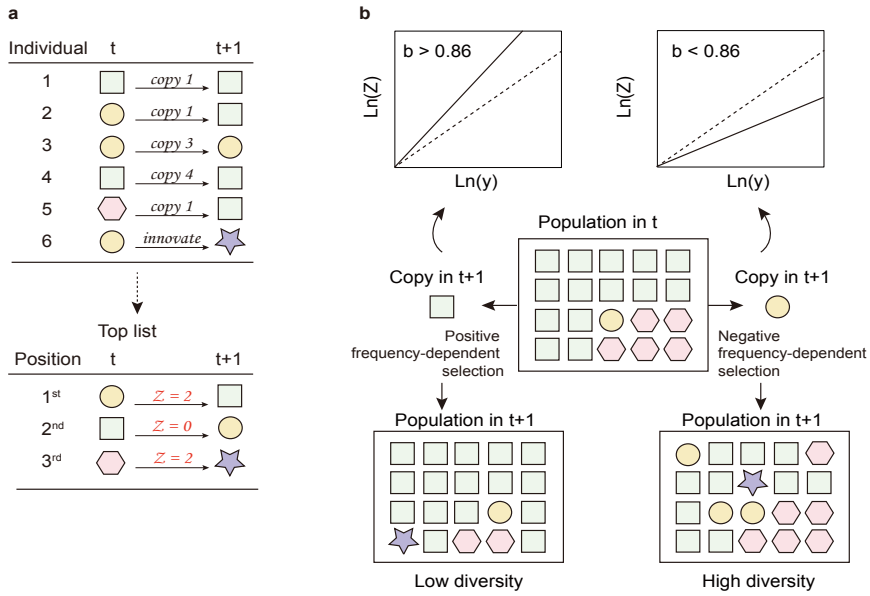 a
Individual t t+1
1 copy 1
2 copy 1
3 copy 3
4 copy 4
5 copy 1
6 innovate
Top list
Position t t+1
1st Z = 2
2nd Z = 0
3rd Z = 2
b
b > 0.86
Ln(Z)
Ln(y)
b < 0.86
Ln(Z)
Ln(y)
Population in t
Copy in t+1
Positive
frequency-dependent
selection
Copy in t+1
Negative
frequency-dependent
selection
Population in t+1
Low diversity
Population in t+1
High diversity